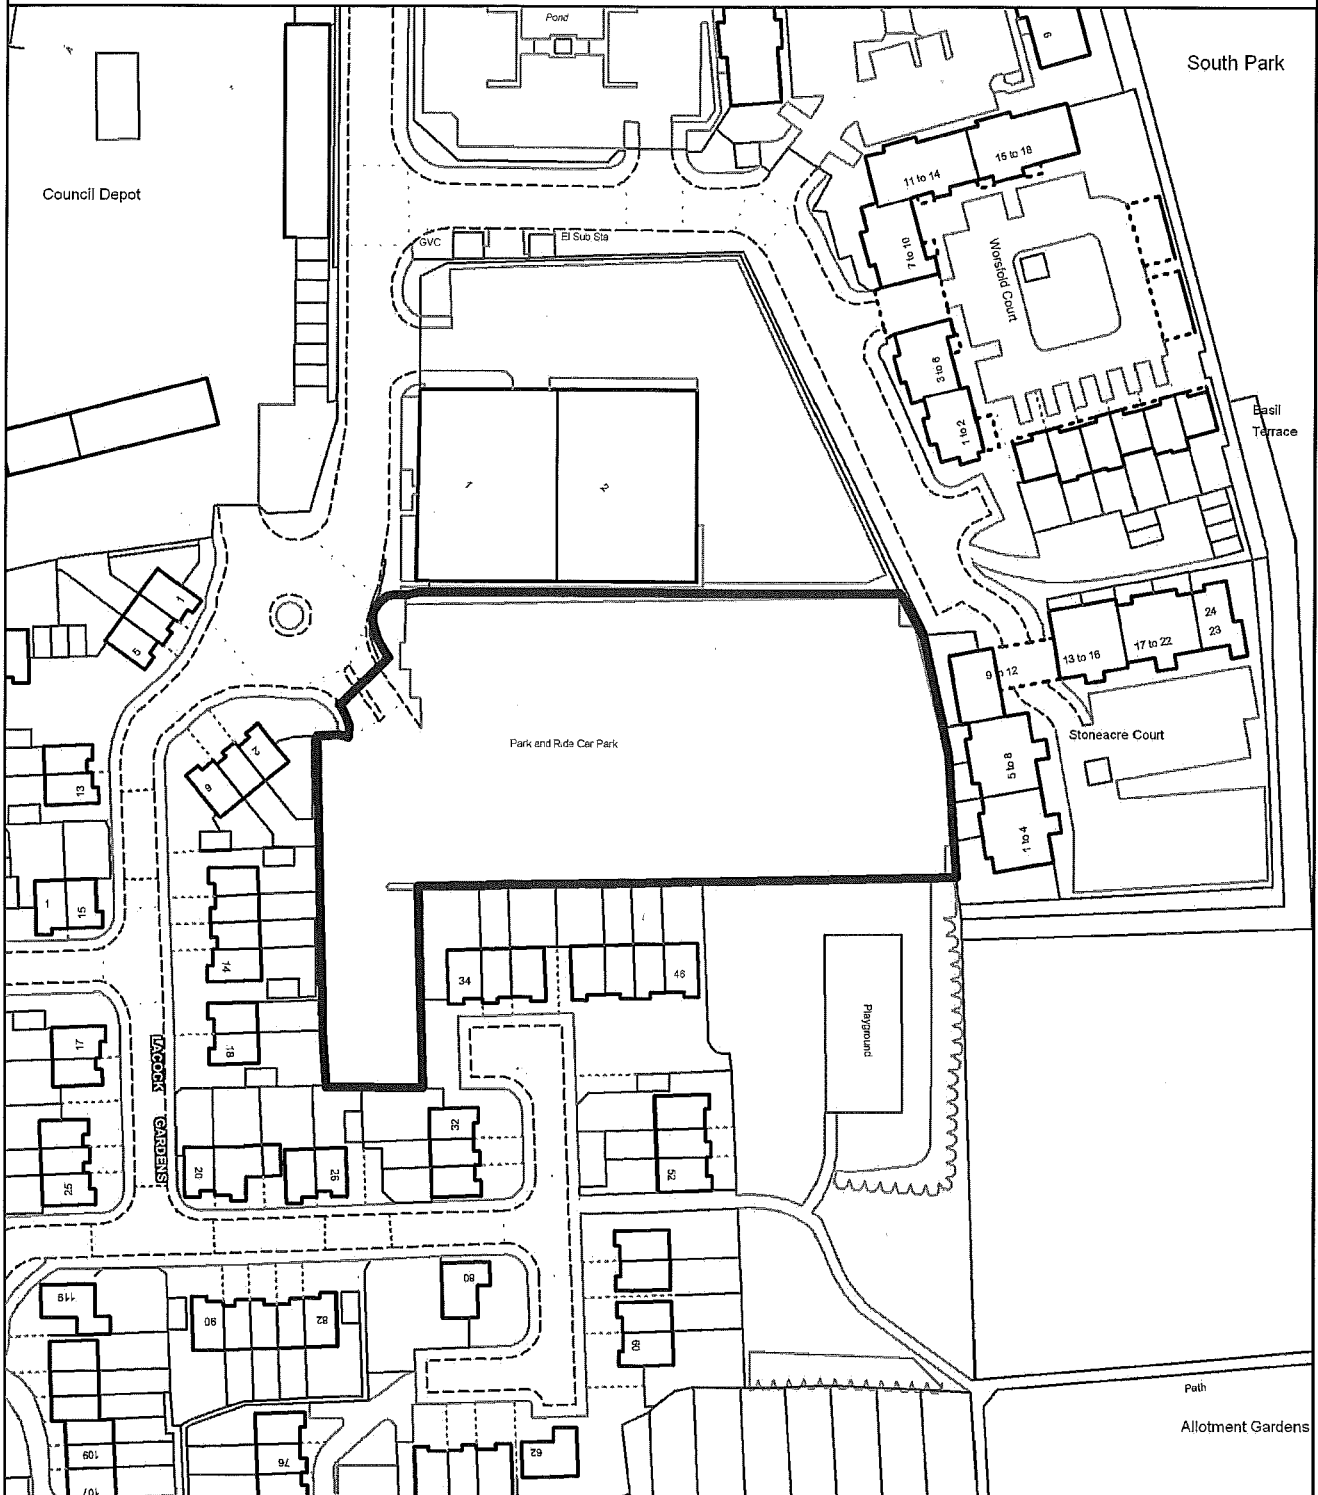 Pond
9
South Park
15 to 18
11 to 14
Council Depot
7 to 10
GVC
El Sub Sta
Worsfold Court
3 to 6
1 to 2
Basil
Terrace
1
2
1
5
24
23
17 to 22
13 to 16
9 to 12
Stoneacre Court
Park and Ride Car Park
2
6
5 to 8
13
1 to 4
1
15
14
34
46
Playground
17
18
LACOCK GARDENS
32
20
26
52
25
80
119
90
82
60
Path
Allotment Gardens
109
76
62
107